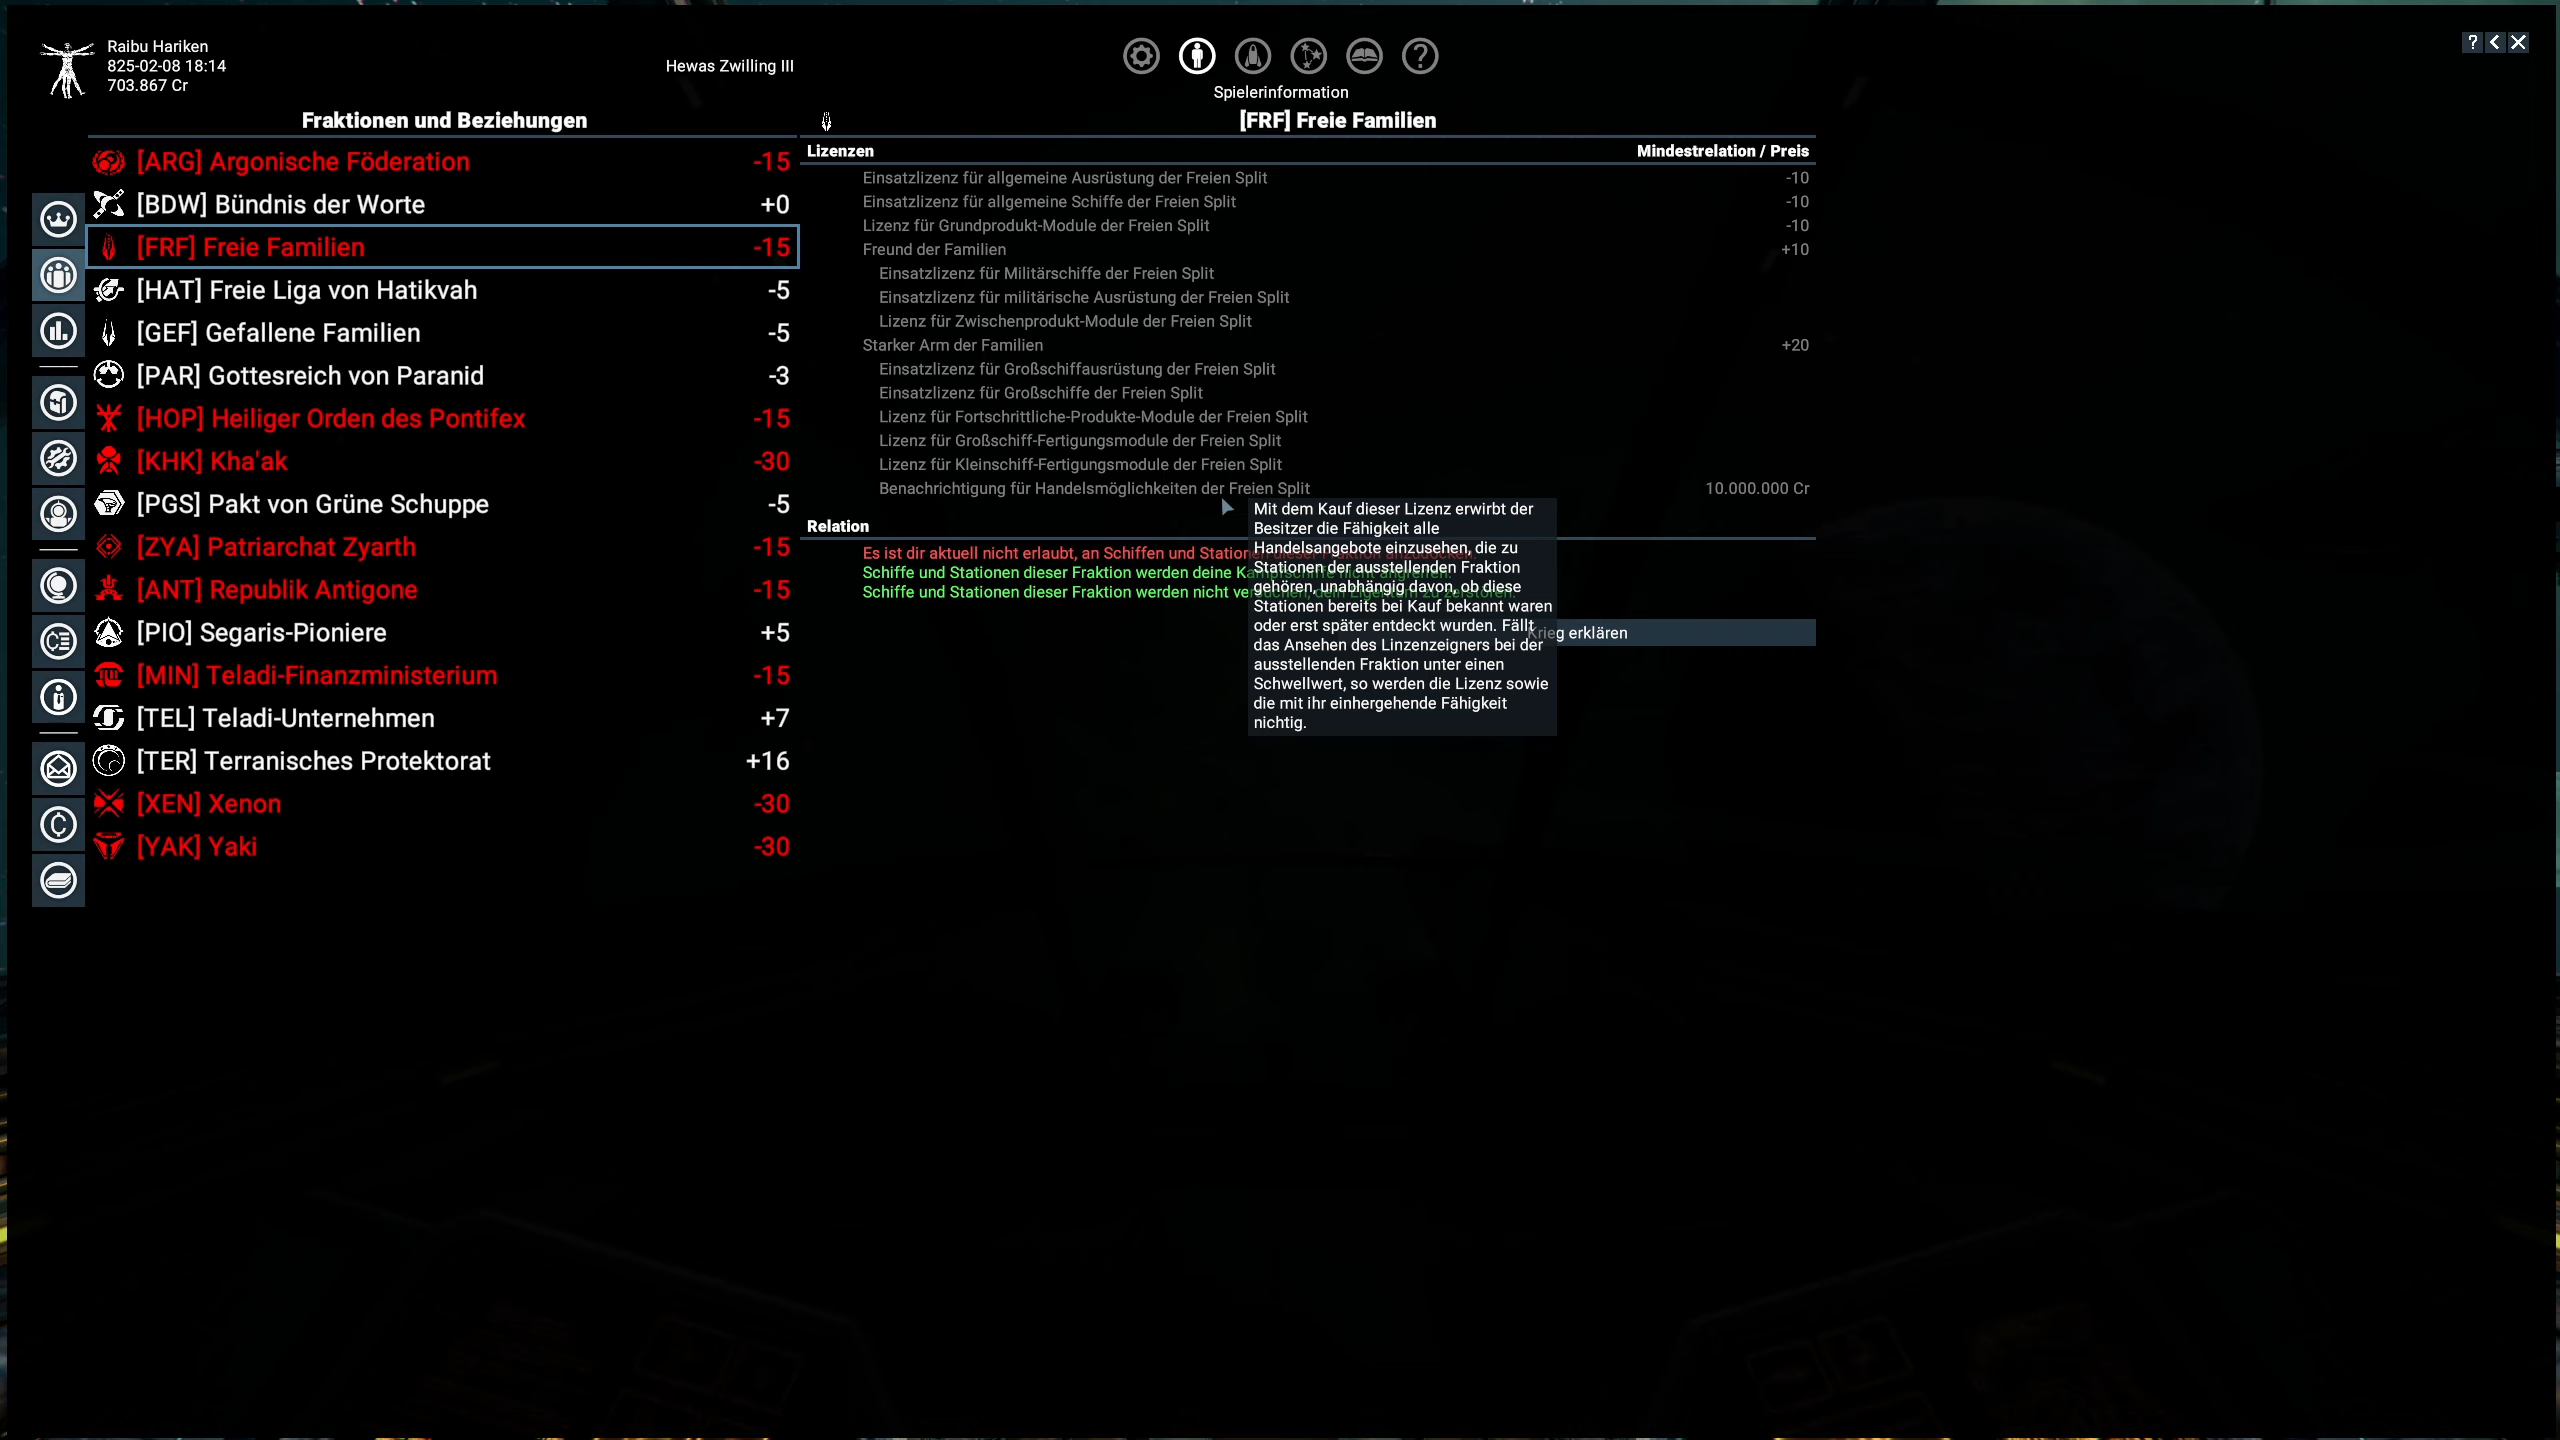 Raibu Hariken
825-02-08 18:14
703.867 Cr
Hewas Zwilling III
Spielerinformation
Fraktionen und Beziehungen
[ARG] Argonische Föderation -15
[BDW] Bündnis der Worte +0
[FRF] Freie Familien -15
[HAT] Freie Liga von Hatikvah -5
[GEF] Gefallene Familien -5
[PAR] Gottesreich von Paranid -3
[HOP] Heiliger Orden des Pontifex -15
[KHK] Kha'ak -30
[PGS] Pakt von Grüne Schuppe -5
[ZYA] Patriarchat Zyarth -15
[ANT] Republik Antigone -15
[PIO] Segaris-Pioniere +5
[MIN] Teladi-Finanzministerium -15
[TEL] Teladi-Unternehmen +7
[TER] Terranisches Protektorat +16
[XEN] Xenon -30
[YAK] Yaki -30
[FRF] Freie Familien
Lizenzen Mindestrelation / Preis
Einsatzlizenz für allgemeine Ausrüstung der Freien Split -10
Einsatzlizenz für allgemeine Schiffe der Freien Split -10
Lizenz für Grundprodukt-Module der Freien Split -10
Freund der Familien +10
Einsatzlizenz für Militärschiffe der Freien Split
Einsatzlizenz für militärische Ausrüstung der Freien Split
Lizenz für Zwischenprodukt-Module der Freien Split
Starker Arm der Familien +20
Einsatzlizenz für Großschiffausrüstung der Freien Split
Einsatzlizenz für Großschiffe der Freien Split
Lizenz für Fortschrittliche-Produkte-Module der Freien Split
Lizenz für Großschiff-Fertigungsmodule der Freien Split
Lizenz für Kleinschiff-Fertigungsmodule der Freien Split
Benachrichtigung für Handelsmöglichkeiten der Freien Split 10.000.000 Cr
Relation
Es ist dir aktuell nicht erlaubt, an Schiffen und Stationen dieser Fraktion anzudocken.
Schiffe und Stationen dieser Fraktion werden deine Kampfschiffe nicht angreifen.
Schiffe und Stationen dieser Fraktion werden nicht versuchen, dein Eigentum zu zerstören.
Krieg erklären
Mit dem Kauf dieser Lizenz erwirbt der
Besitzer die Fähigkeit alle
Handelsangebote einzusehen, die zu
Stationen der ausstellenden Fraktion
gehören, unabhängig davon, ob diese
Stationen bereits bei Kauf bekannt waren
oder erst später entdeckt wurden. Fällt
das Ansehen des Linzenzeigners bei der
ausstellenden Fraktion unter einen
Schwellwert, so werden die Lizenz sowie
die mit ihr einhergehende Fähigkeit
nichtig.